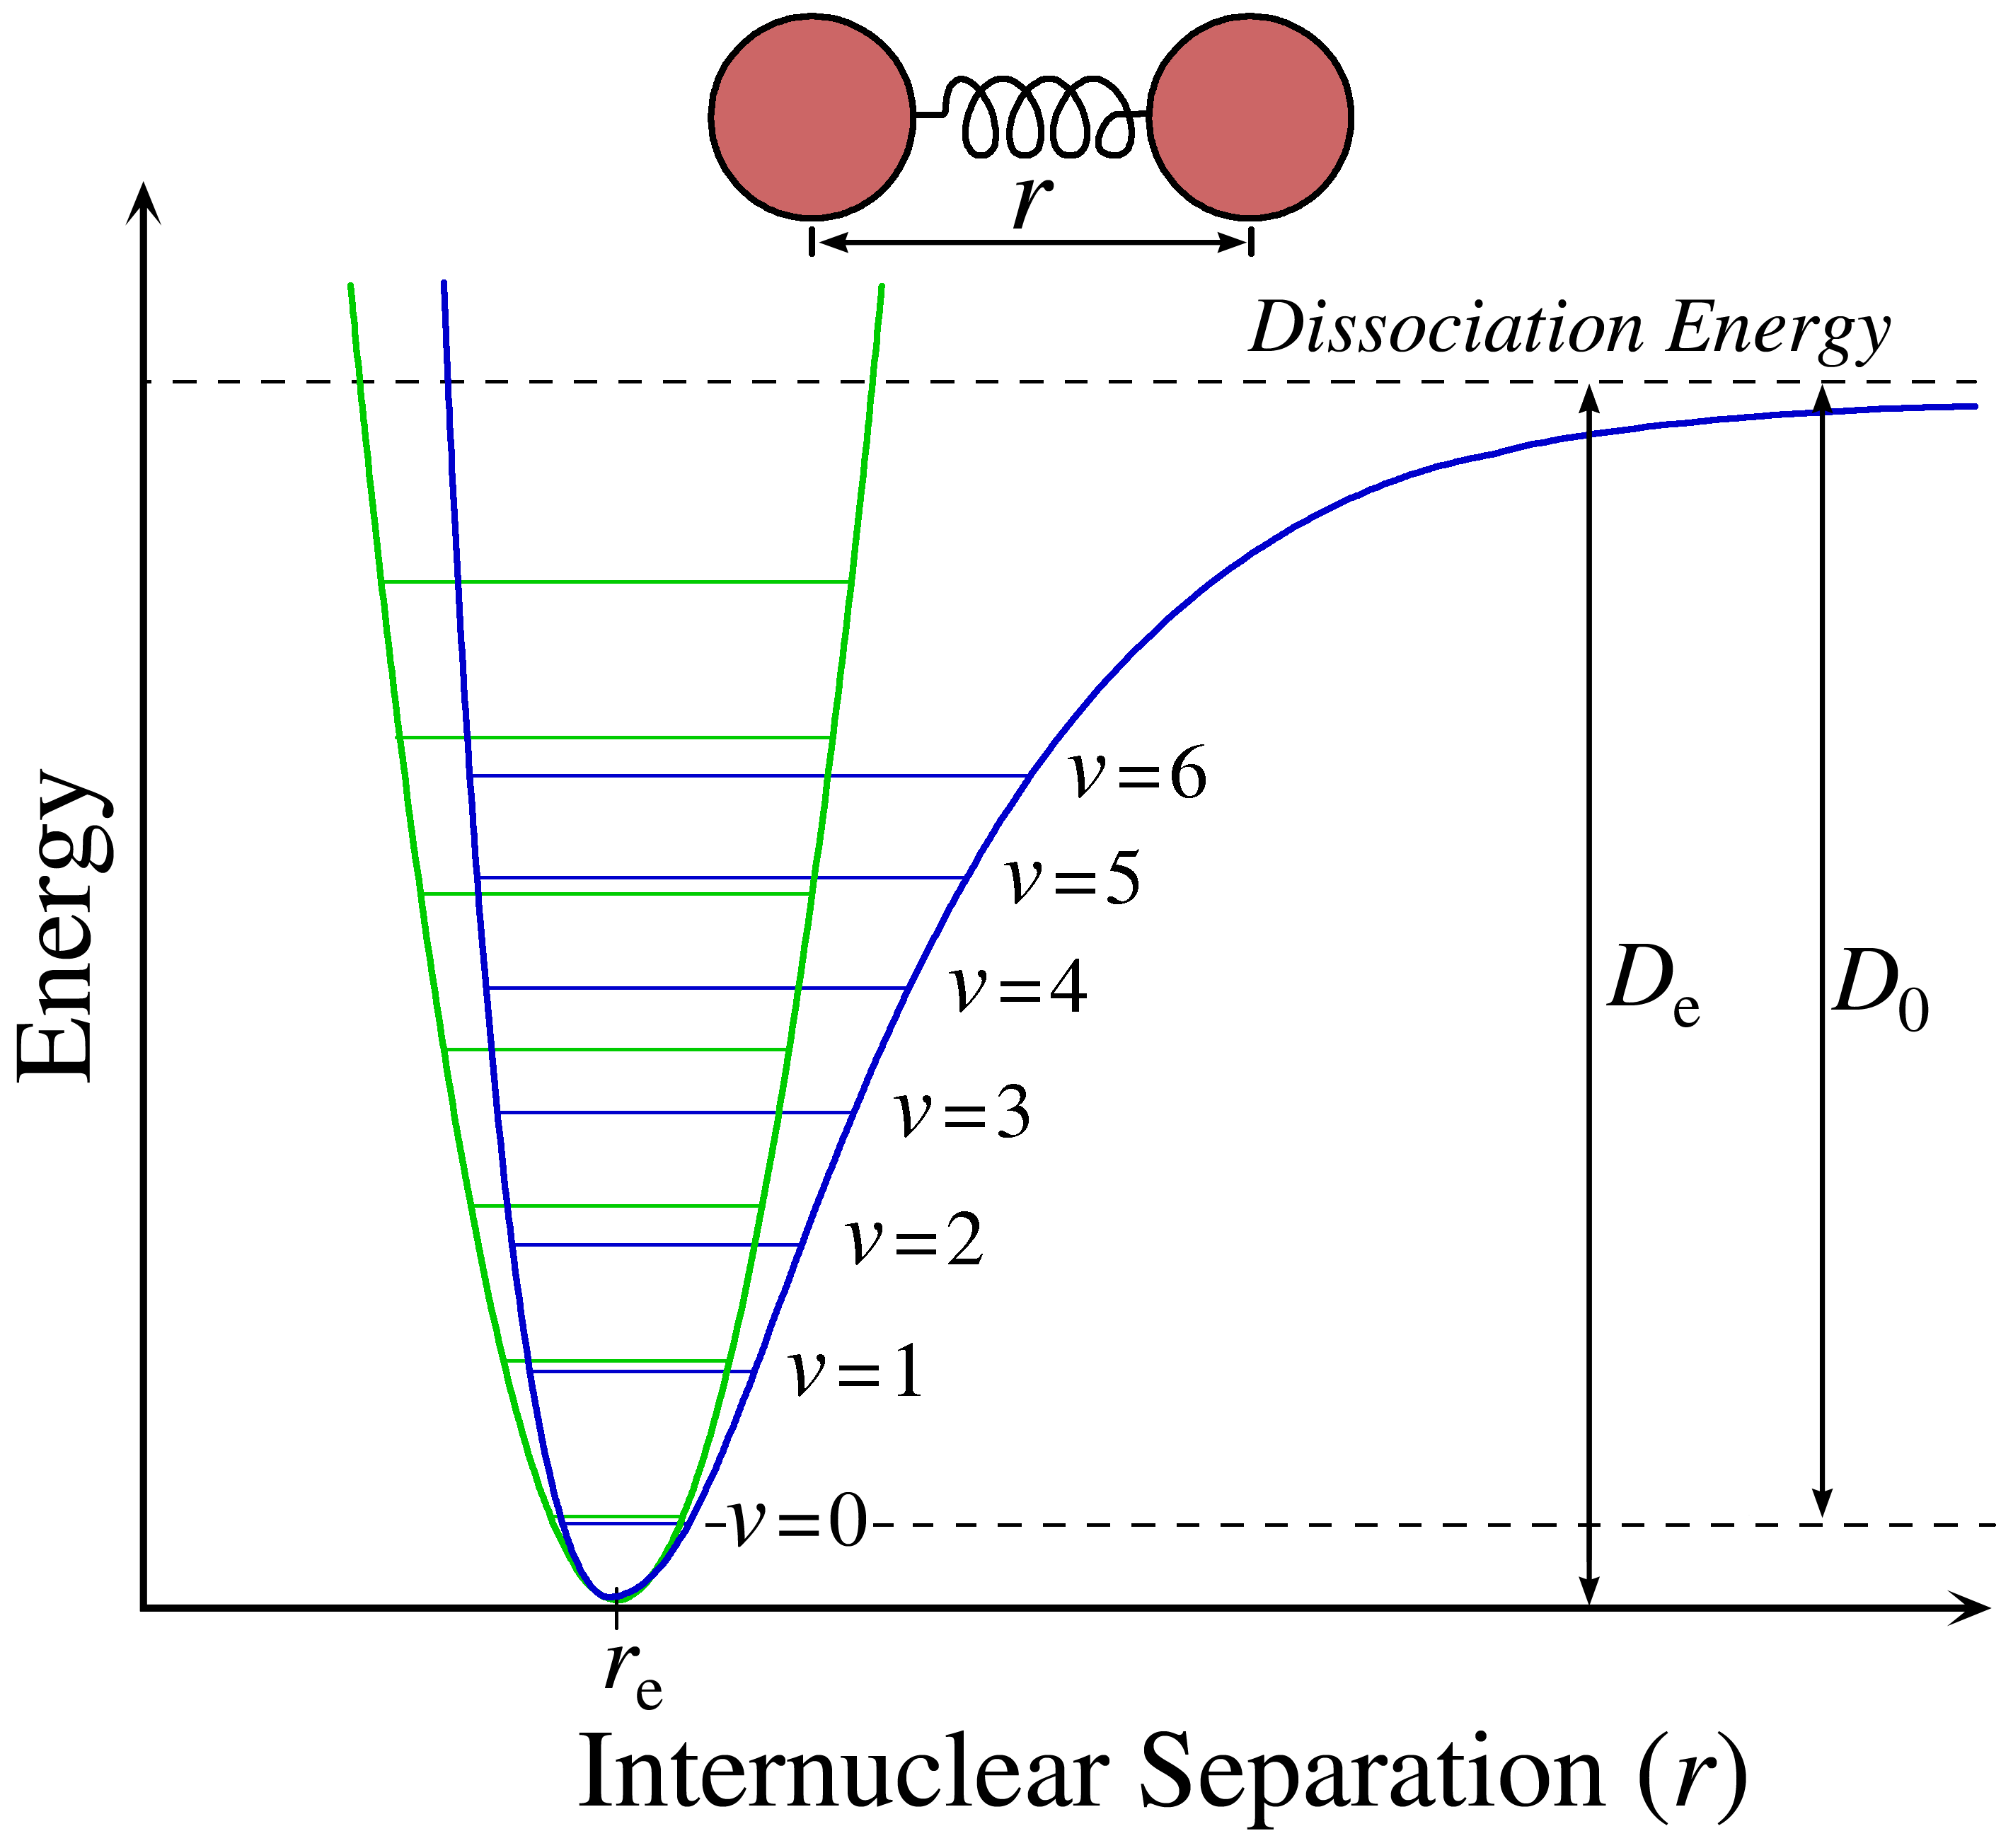 r
Dissociation Energy
Energy
v=6
v=5
v=4
De
D0
v=3
v=2
v=1
v=0
re
Internuclear Separation (r)